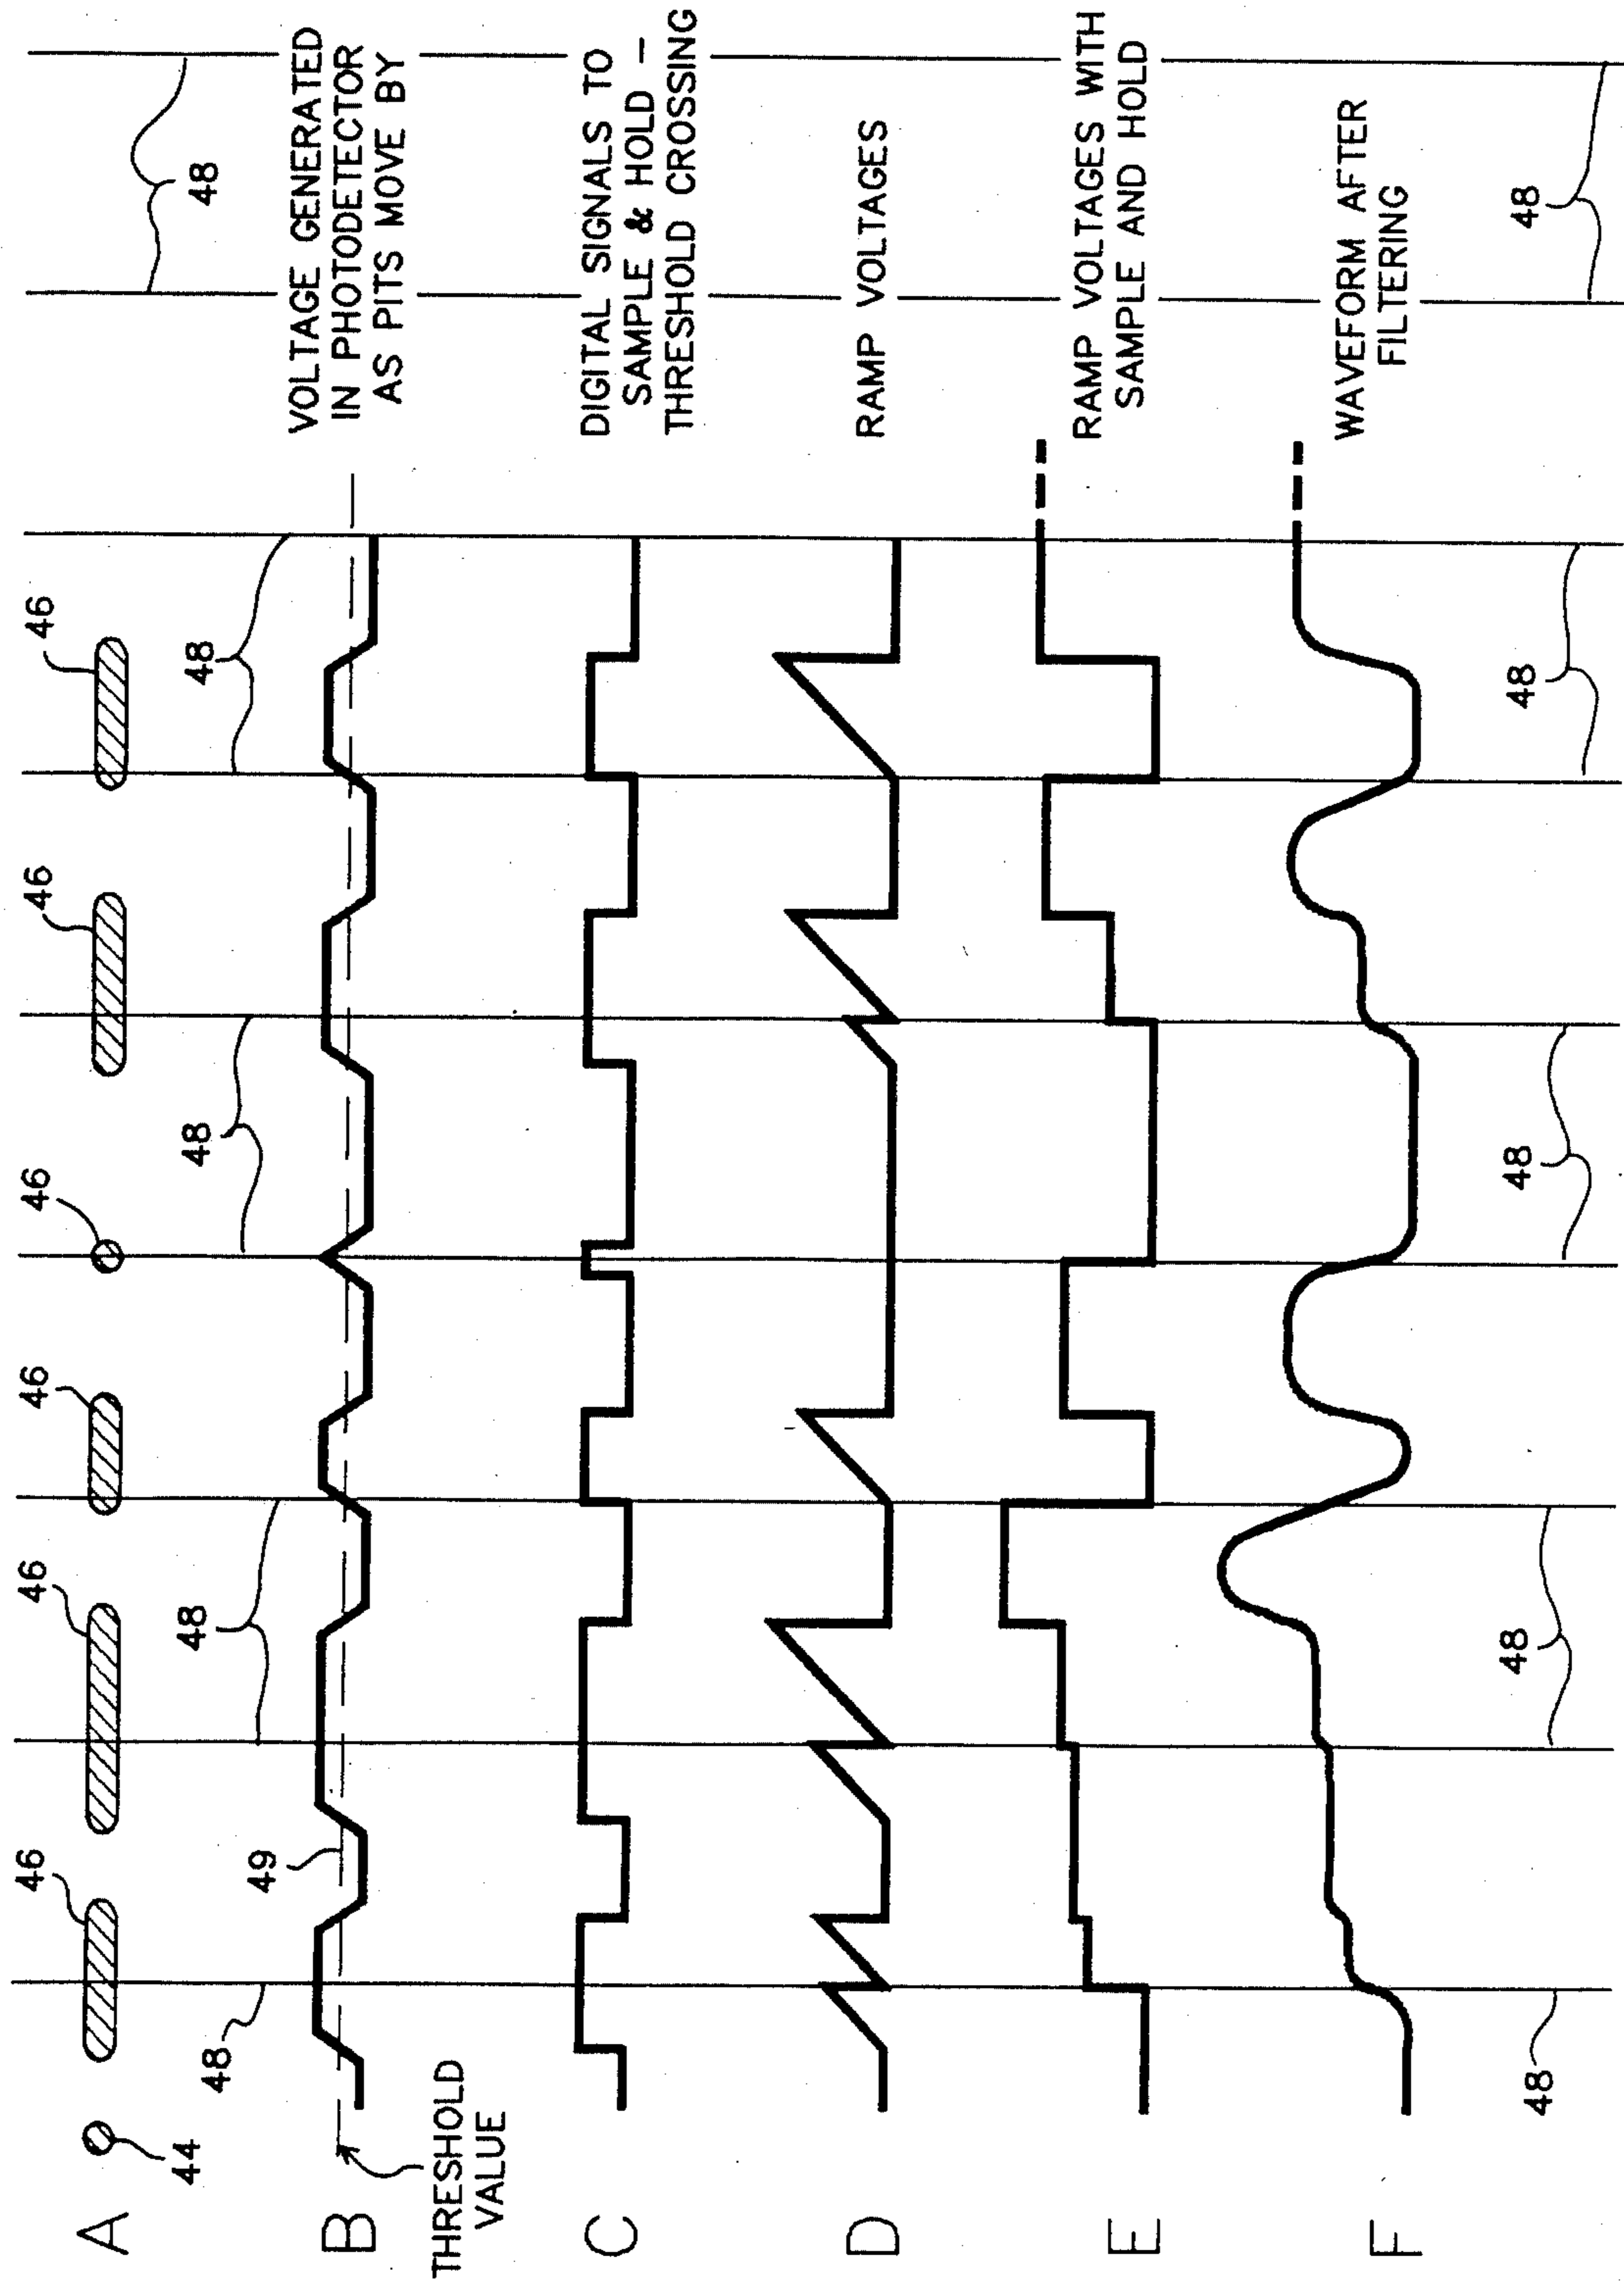 A
44
46
46
46
46
46
46
48
B
THRESHOLD
VALUE
48
49
48
48
48
VOLTAGE GENERATED
IN PHOTODETECTOR
AS PITS MOVE BY
C
DIGITAL SIGNALS TO
SAMPLE & HOLD –
THRESHOLD CROSSING
D
RAMP VOLTAGES
E
RAMP VOLTAGES WITH
SAMPLE AND HOLD
F
WAVEFORM AFTER
FILTERING
48
48
48
48
48